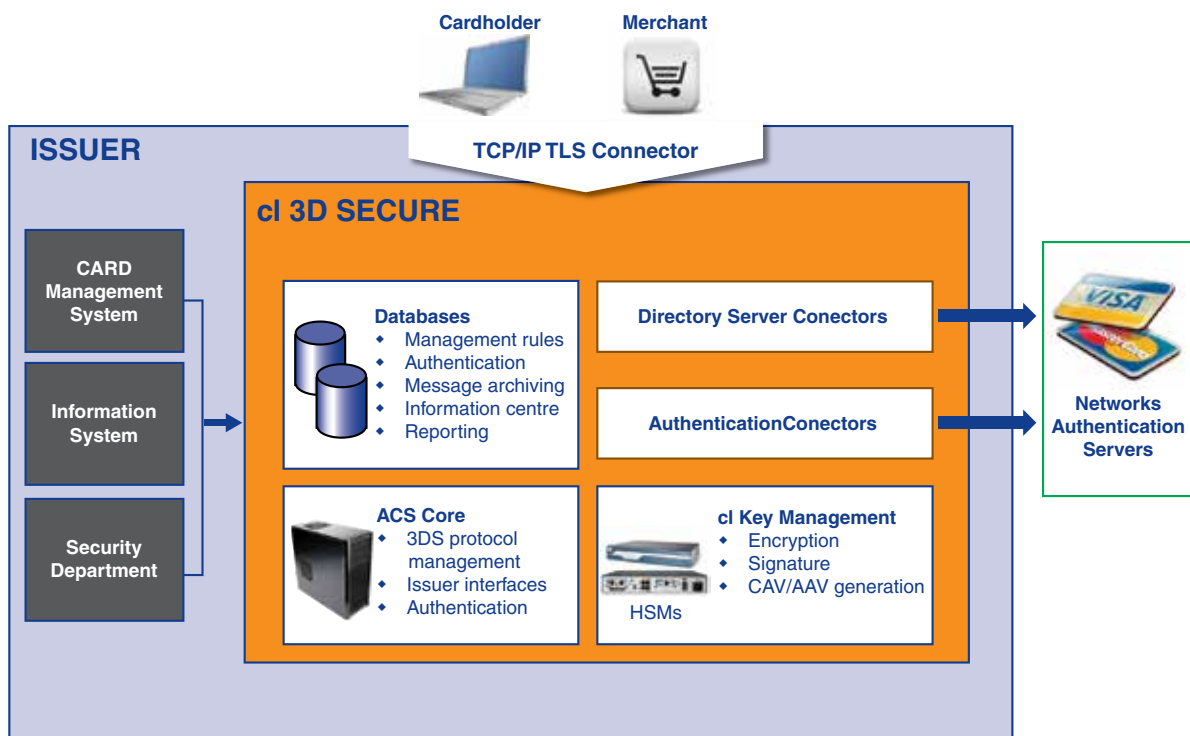 Cardholder
Merchant
TCP/IP TLS Connector
ISSUER
cl 3D SECURE
CARD
Management
System
Information
System
Security
Department
Databases
Management rules
Authentication
Message archiving
Information centre
Reporting
Directory Server Conectors
AuthenticationConectors
ACS Core
3DS protocol
management
Issuer interfaces
Authentication
cl Key Management
Encryption
Signature
CAV/AAV generation
HSMs
VISA
MasterCard
Networks
Authentication
Servers